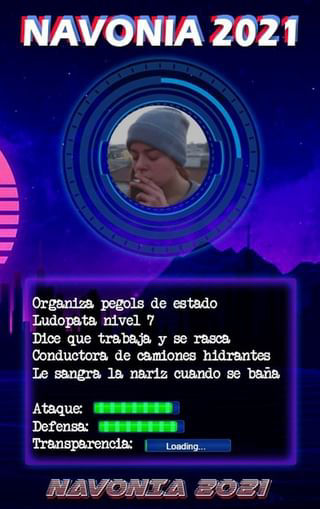 NAVONIA 2021
Organiza pegols de estado
Ludopata nivel 7
Dice que trabaja y se rasca
Conductora de camiones hidrantes
Le sangra la nariz cuando se baña
Ataque:
Defensa:
Transparencia: Loading...
NAVONIA 2021